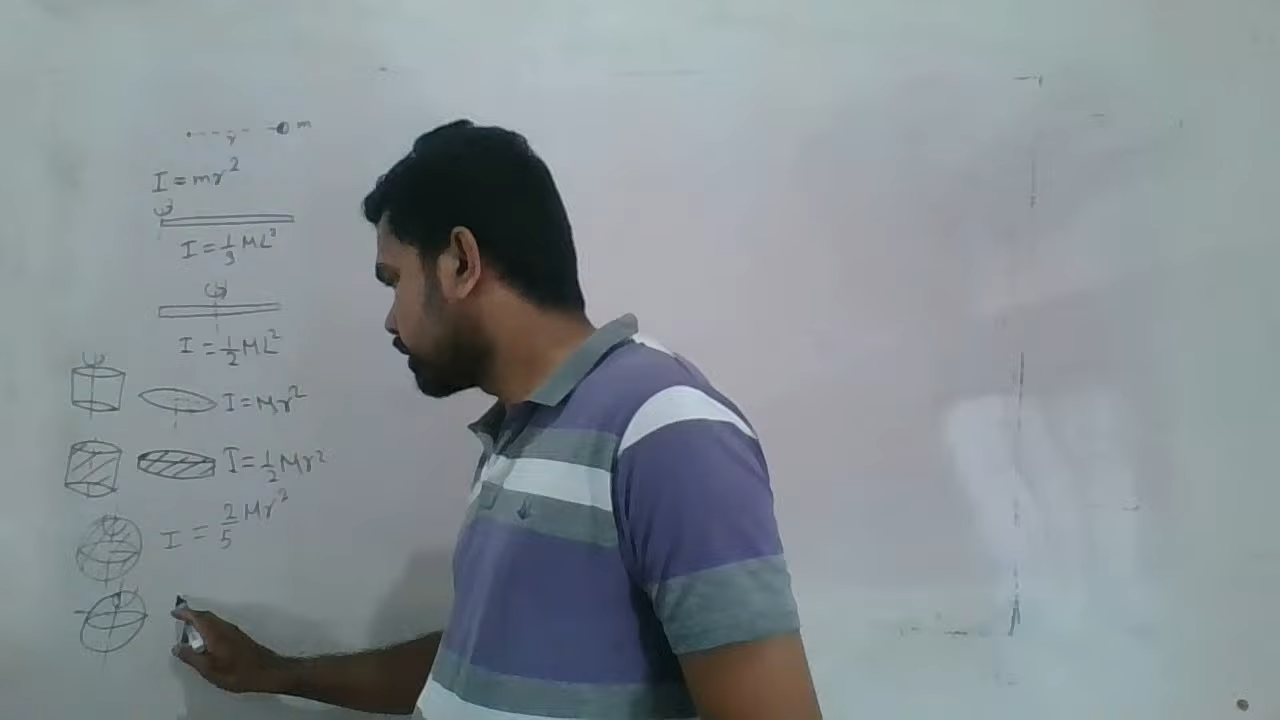 r m
I = mr²
ω
I = 1/3 ML²
ω
I = 1/2 ML²
I = Mr²
I = 1/2 Mr²
I = 2/5 Mr²